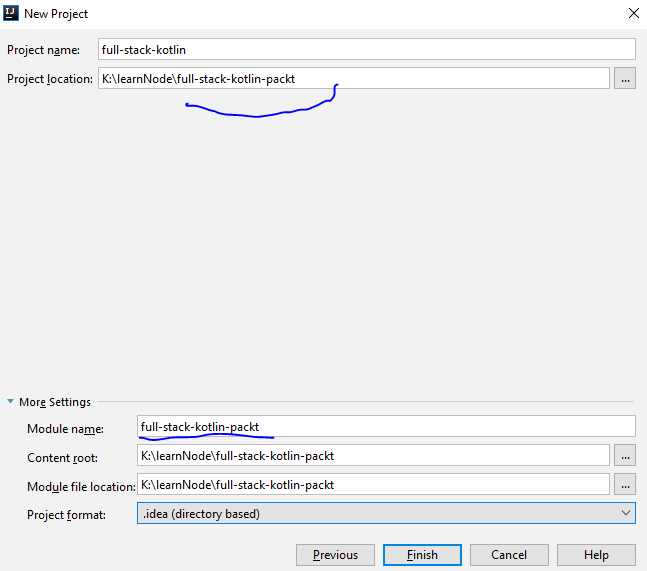 IJ New Project
Project name: full-stack-kotlin
Project location: K:\learnNode\full-stack-kotlin-packt ...
More Settings
Module name: full-stack-kotlin-packt
Content root: K:\learnNode\full-stack-kotlin-packt ...
Module file location: K:\learnNode\full-stack-kotlin-packt ...
Project format: .idea (directory based)
Previous Finish Cancel Help